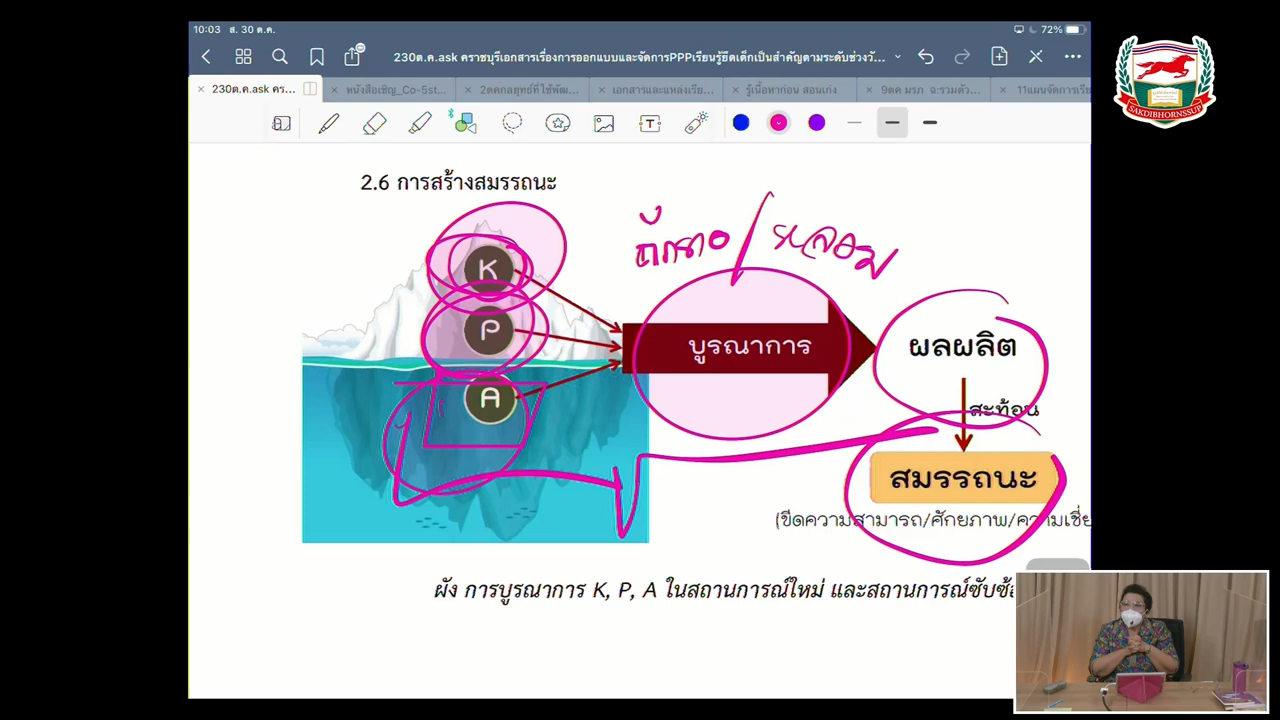 10:03 ส. 30 ต.ค.
72%
230ต.ค.ask คราชบุรีเอกสารเรื่องการออกแบบและจัดการPPPเรียนรู้ยึดเด็กเป็นสำคัญตามระดับช่วงวั...
230ต.ค.ask ครา...
หนังสือเชิญ_Co-5st...
2ดคกลยุทธ์ที่ใช้พัฒ...
เอกสารและแหล่งเรีย...
รู้เนื้อหาก่อน สอนเก่ง
9ตค มรภ จ.รวมตัว...
11แผนจัดการเรีย
SAKDIBHORNSSUP
2.6 การสร้างสมรรถนะ
ถักทอ / หลอม
K
P
A
บูรณาการ
ผลผลิต
สะท้อน
สมรรถนะ
(ขีดความสามารถ/ศักยภาพ/ความเชี่ย
ผัง การบูรณาการ K, P, A ในสถานการณ์ใหม่ และสถานการณ์ซับซ้อ